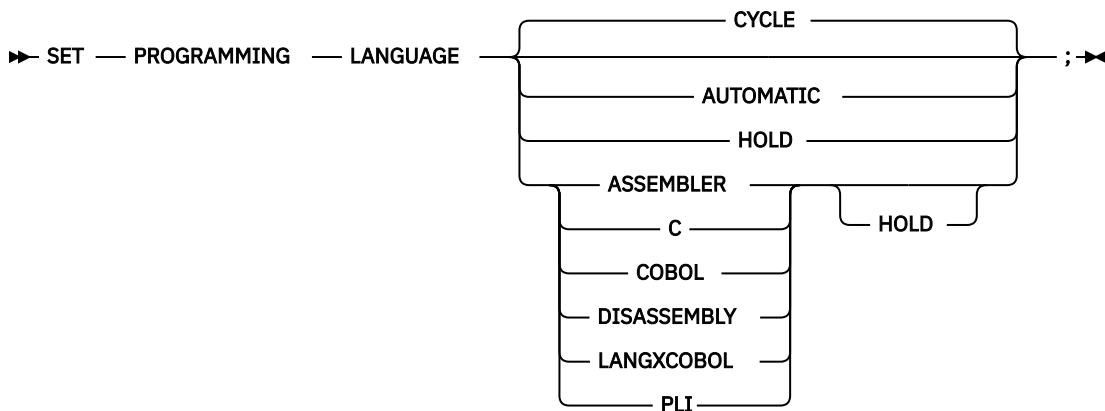 CYCLE
SET PROGRAMMING LANGUAGE ;
AUTOMATIC
HOLD
ASSEMBLER
HOLD
C
COBOL
DISASSEMBLY
LANGXCOBOL
PLI